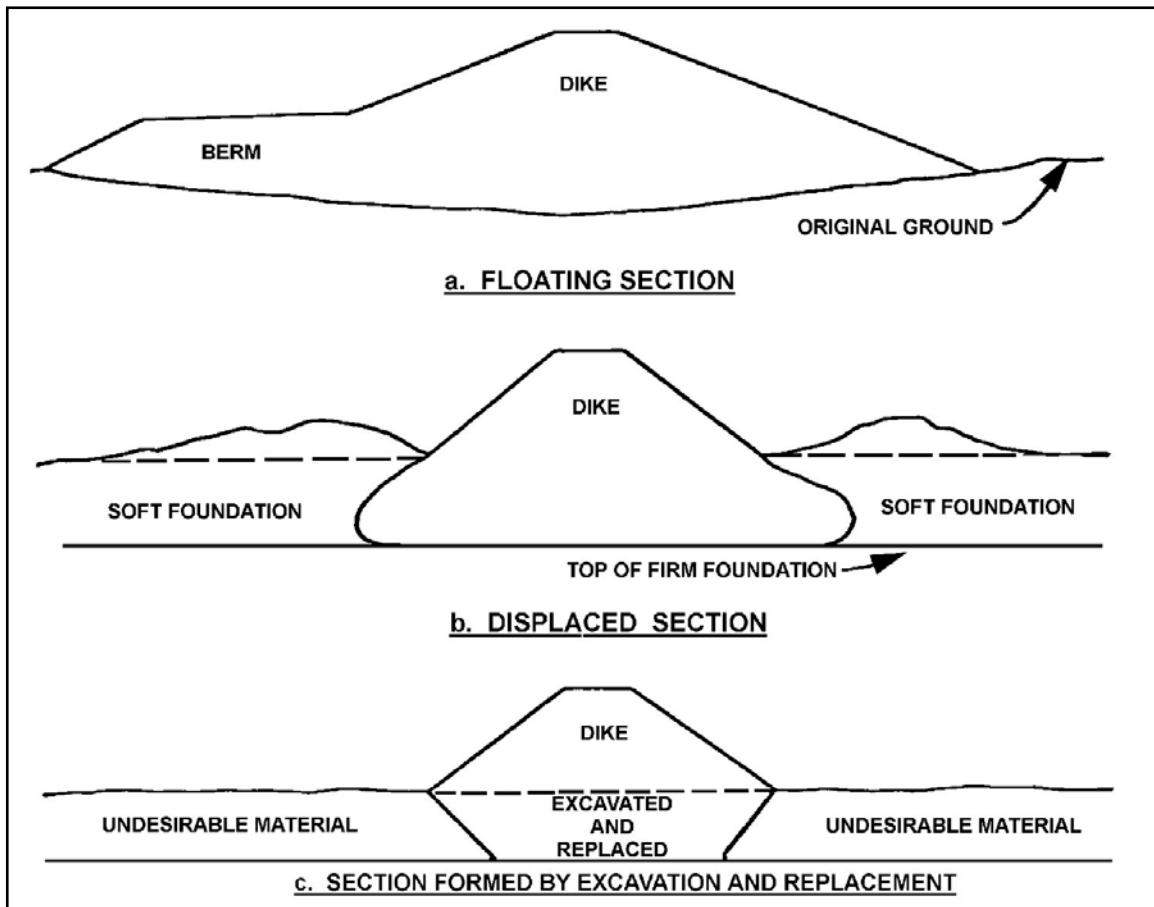 DIKE
BERM
ORIGINAL GROUND
a. FLOATING SECTION
DIKE
SOFT FOUNDATION
SOFT FOUNDATION
TOP OF FIRM FOUNDATION
b. DISPLACED SECTION
DIKE
UNDESIRABLE MATERIAL
EXCAVATED
AND
REPLACED
UNDESIRABLE MATERIAL
c. SECTION FORMED BY EXCAVATION AND REPLACEMENT